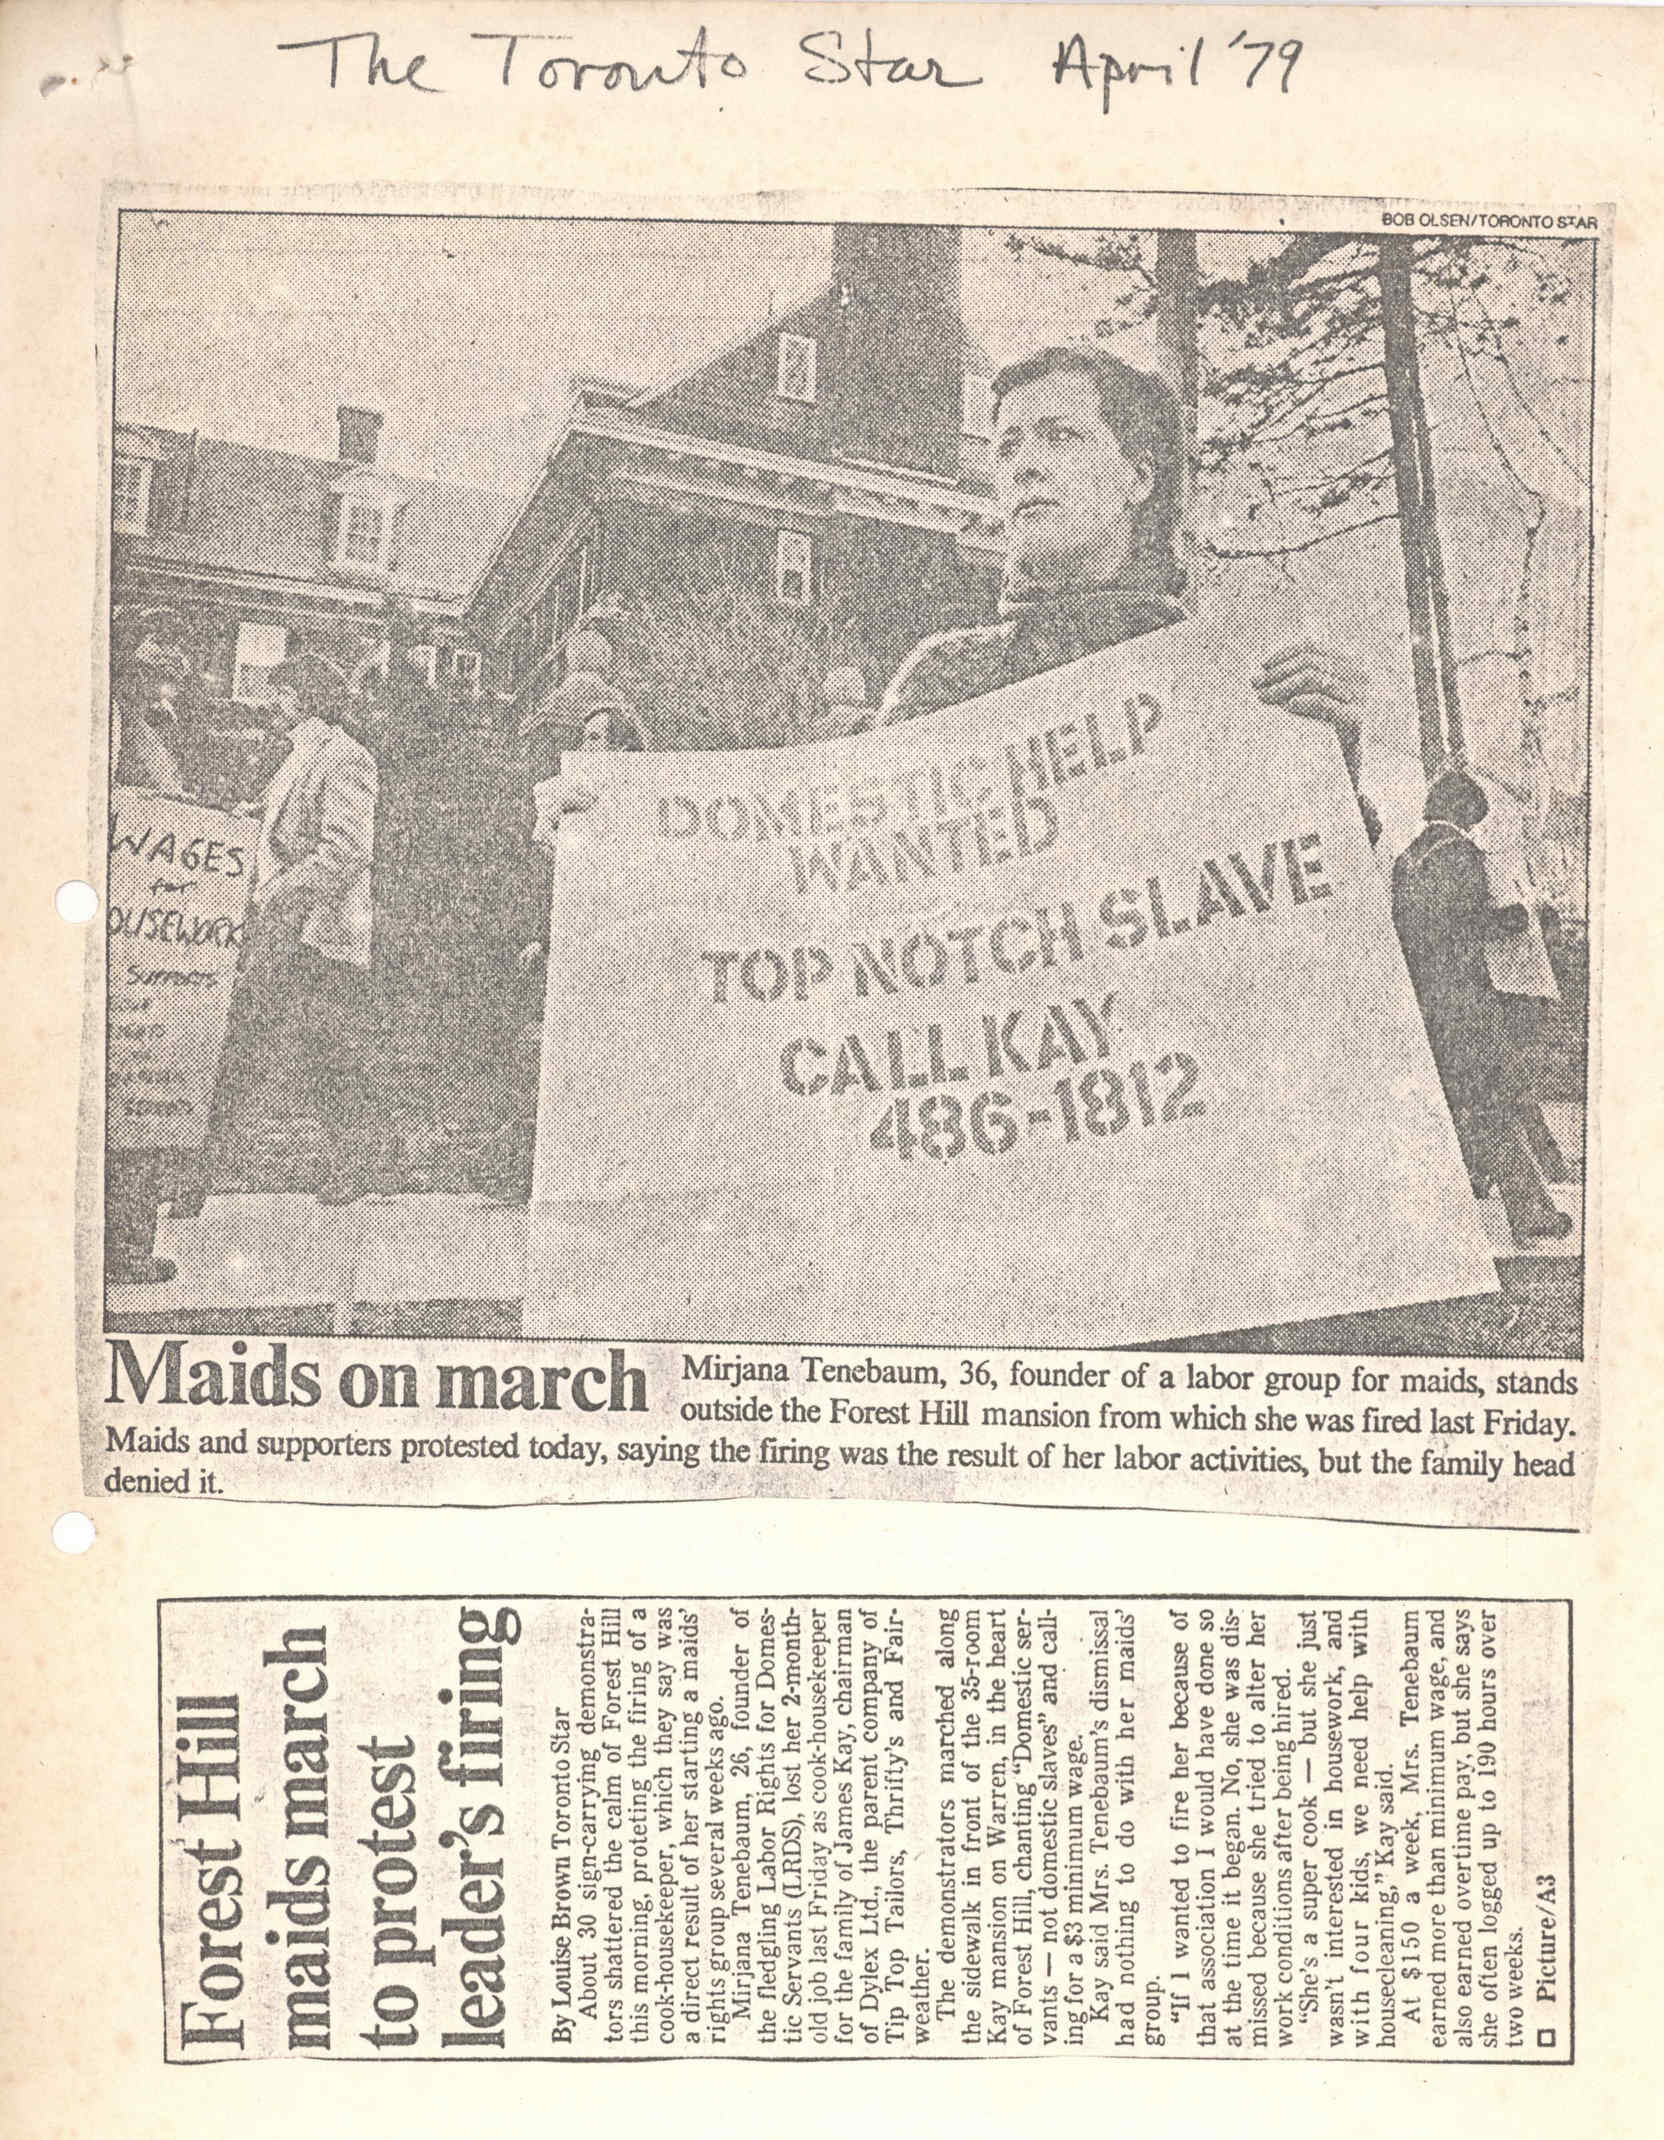 The Toronto Star April '79
BOB OLSEN/TORONTO STAR
WAGES
for
OUSEWORK
SUPPORTS
DOMESTIC HELP
WANTED
TOP NOTCH SLAVE
CALL KAY
486-1812
Maids on march
Mirjana Tenebaum, 36, founder of a labor group for maids, stands
outside the Forest Hill mansion from which she was fired last Friday.
Maids and supporters protested today, saying the firing was the result of her labor activities, but the family head
denied it.
Forest Hill
maids march
to protest
leader's firing
By Louise Brown Toronto Star
About 30 sign-carrying demonstra-
tors shattered the calm of Forest Hill
this morning, proteting the firing of a
cook-housekeeper, which they say was
a direct result of her starting a maids'
rights group several weeks ago.
Mirjana Tenebaum, 26, founder of
the fledgling Labor Rights for Domes-
tic Servants (LRDS), lost her 2-month-
old job last Friday as cook-housekeeper
for the family of James Kay, chairman
of Dylex Ltd., the parent company of
Tip Top Tailors, Thrifty's and Fair-
weather.
The demonstrators marched along
the sidewalk in front of the 35-room
Kay mansion on Warren, in the heart
of Forest Hill, chanting "Domestic ser-
vants — not domestic slaves" and call-
ing for a $3 minimum wage.
Kay said Mrs. Tenebaum's dismissal
had nothing to do with her maids'
group.
"If I wanted to fire her because of
that association I would have done so
at the time it began. No, she was dis-
missed because she tried to alter her
work conditions after being hired.
"She's a super cook — but she just
wasn't interested in housework, and
with four kids, we need help with
housecleaning," Kay said.
At $150 a week, Mrs. Tenebaum
earned more than minimum wage, and
also earned overtime pay, but she says
she often logged up to 190 hours over
two weeks.
□ Picture/A3